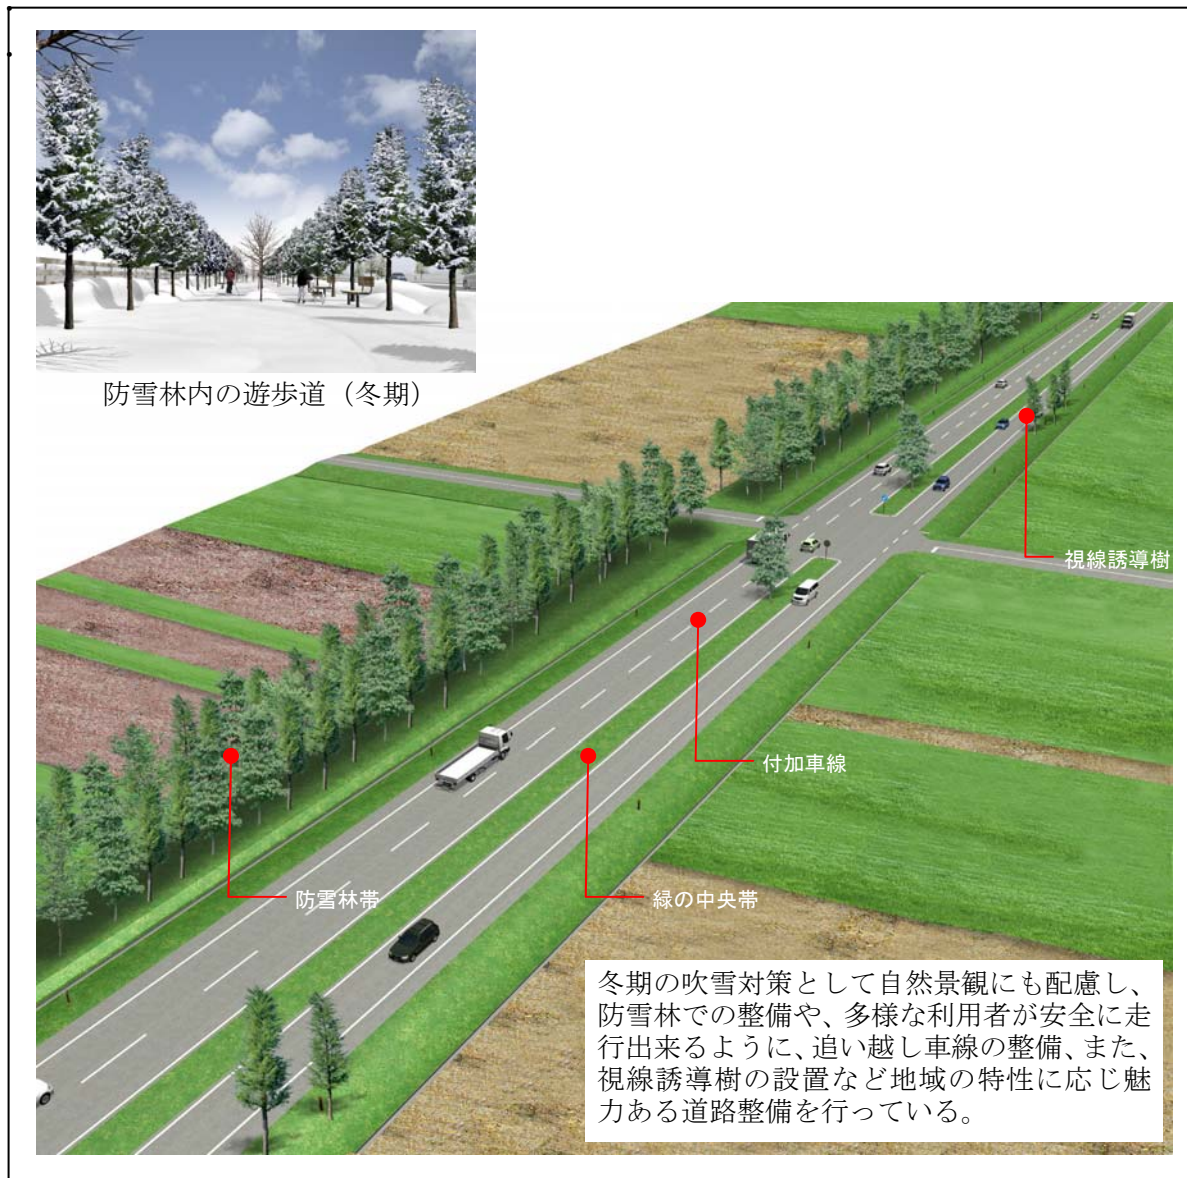 防雪林内の遊歩道（冬期）
視線誘導樹
付加車線
防雪林帯
緑の中央帯
冬期の吹雪対策として自然景観にも配慮し、
防雪林での整備や、多様な利用者が安全に走
行出来るように、追い越し車線の整備、また、
視線誘導樹の設置など地域の特性に応じ魅
力ある道路整備を行っている。